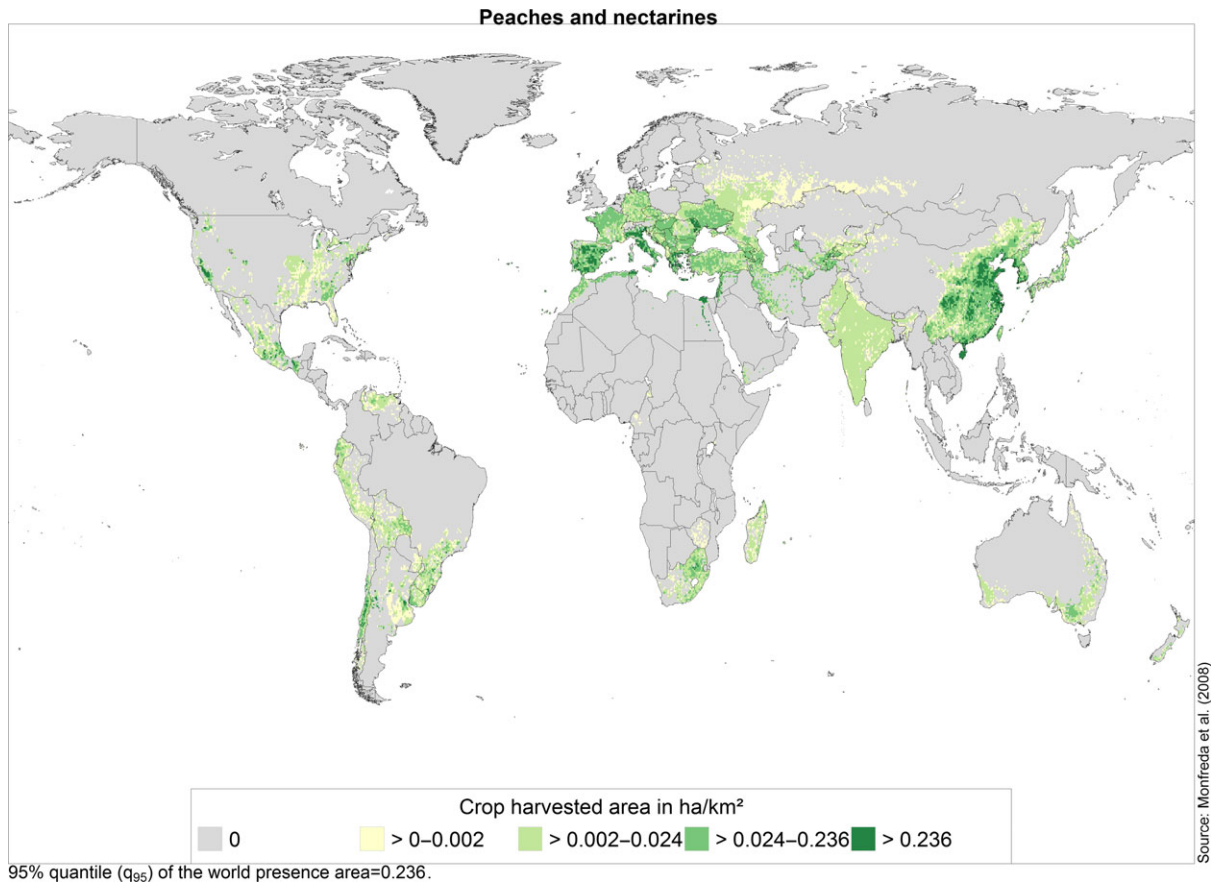 Peaches and nectarines
Source: Monfreda et al. (2008)
Crop harvested area in ha/km²
0 > 0–0.002 > 0.002–0.024 > 0.024–0.236 > 0.236
95% quantile (q₉₅) of the world presence area=0.236.